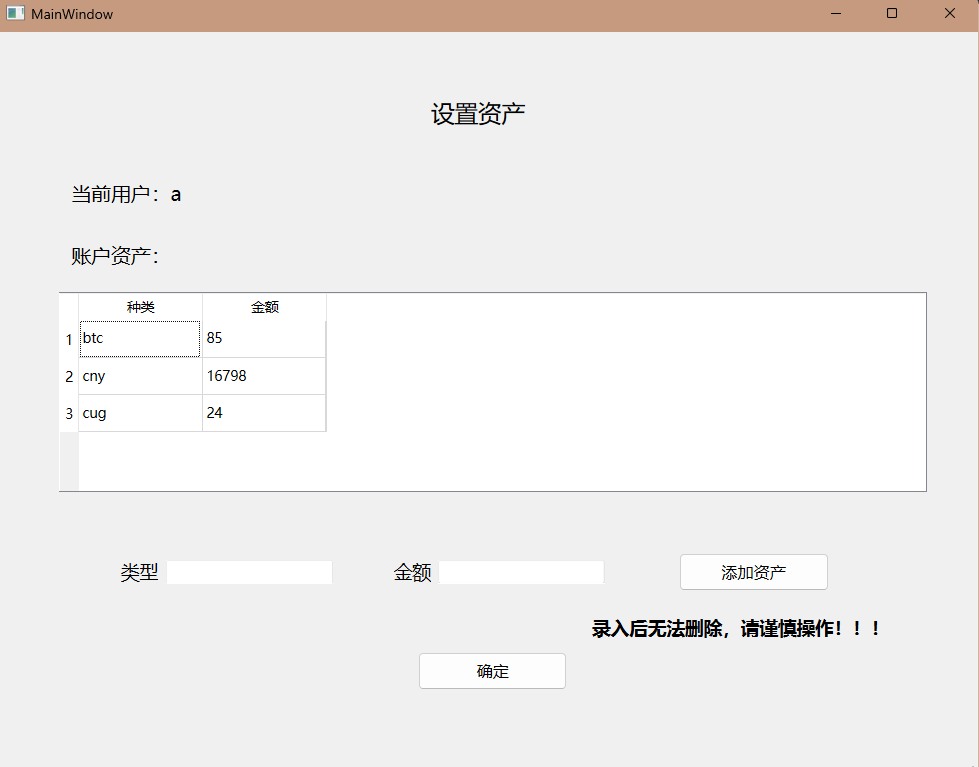 MainWindow
设置资产
当前用户：a
账户资产：
种类 金额
1 btc 85
2 cny 16798
3 cug 24
类型 金额 添加资产
录入后无法删除，请谨慎操作！！！
确定